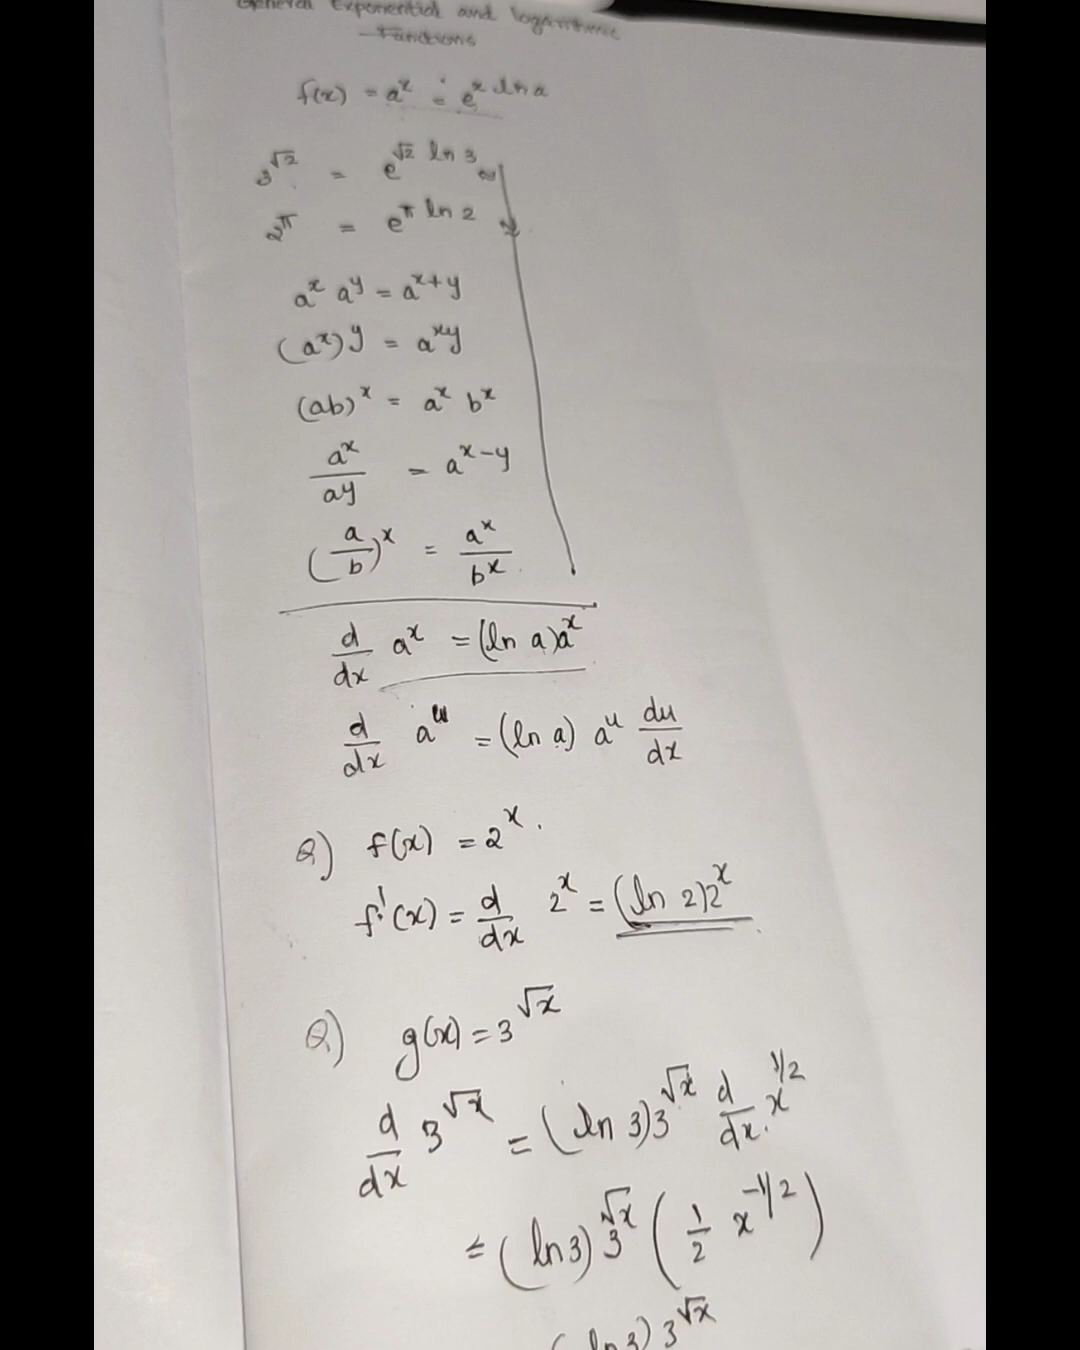 General Exponential and logarithmic
Functions
f(x) = a^x = e^{x ln a}
3^{√2} = e^{√2 ln 3}
2^π = e^{π ln 2}
a^x a^y = a^{x+y}
(a^x)^y = a^{xy}
(ab)^x = a^x b^x
a^x/a^y = a^{x-y}
(a/b)^x = a^x/b^x
d/dx a^x = (ln a)a^x
d/dx a^u = (ln a) a^u du/dx
Q) f(x) = 2^x.
f'(x) = d/dx 2^x = (ln 2)2^x
Q) g(x) = 3^{√x}
d/dx 3^{√x} = (ln 3)3^{√x} d/dx x^{1/2}
= (ln3) 3^{√x} (1/2 x^{-1/2})
(ln 3) 3^{√x}